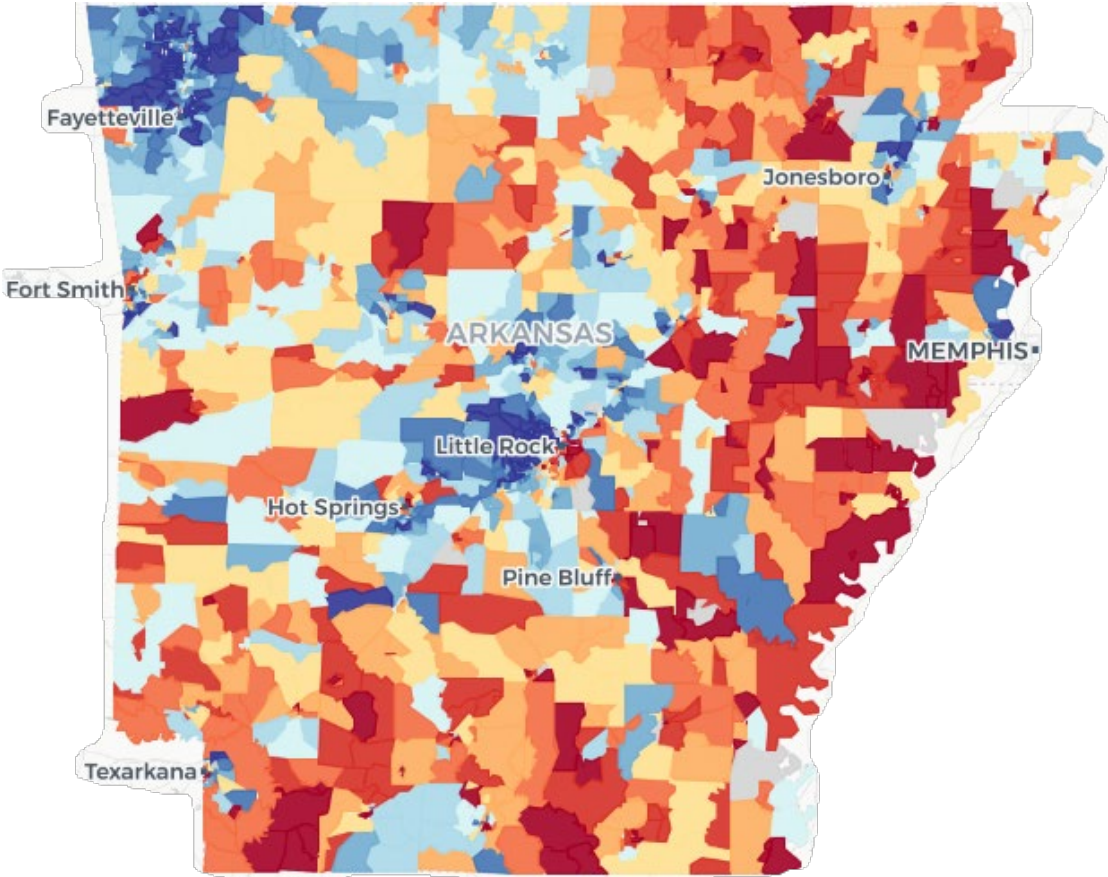 Fayetteville
Jonesboro
Fort Smith
ARKANSAS
MEMPHIS
Little Rock
Hot Springs
Pine Bluff
Texarkana